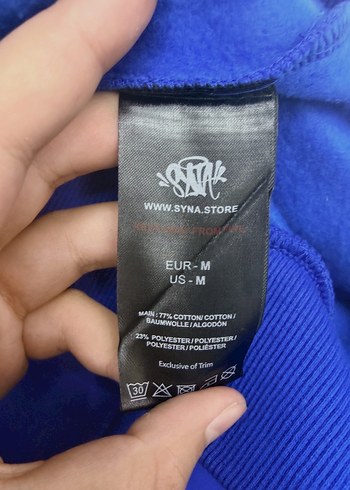 SYNA
WWW.SYNA.STORE
EUR - M
US - M
MAIN: 77% COTTON/ COTTON/
BAUMWOLLE / ALGODÓN
23% POLYESTER / POLYESTER /
POLYESTER / POLIÉSTER
Exclusive of Trim
30